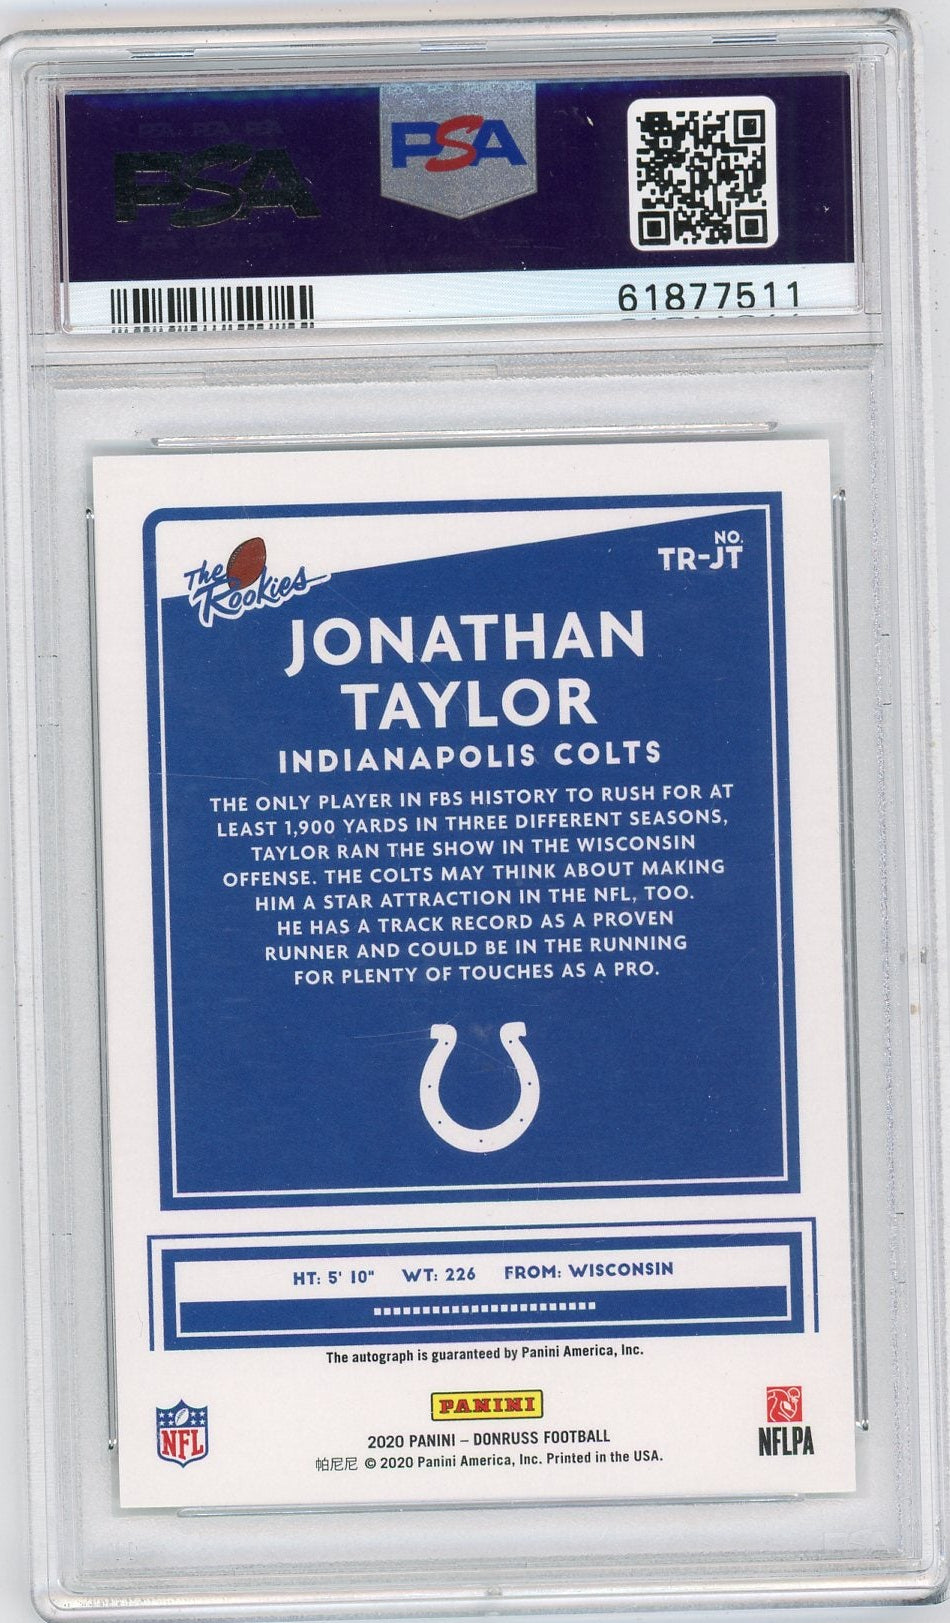 PSA
PSA
61877511
The Rookies
NO.
TR-JT
JONATHAN
TAYLOR
INDIANAPOLIS COLTS
THE ONLY PLAYER IN FBS HISTORY TO RUSH FOR AT
LEAST 1,900 YARDS IN THREE DIFFERENT SEASONS,
TAYLOR RAN THE SHOW IN THE WISCONSIN
OFFENSE. THE COLTS MAY THINK ABOUT MAKING
HIM A STAR ATTRACTION IN THE NFL, TOO.
HE HAS A TRACK RECORD AS A PROVEN
RUNNER AND COULD BE IN THE RUNNING
FOR PLENTY OF TOUCHES AS A PRO.
HT: 5' 10" WT: 226 FROM: WISCONSIN
The autograph is guaranteed by Panini America, Inc.
PANINI
NFL
NFLPA
2020 PANINI – DONRUSS FOOTBALL
帕尼尼 © 2020 Panini America, Inc. Printed in the USA.